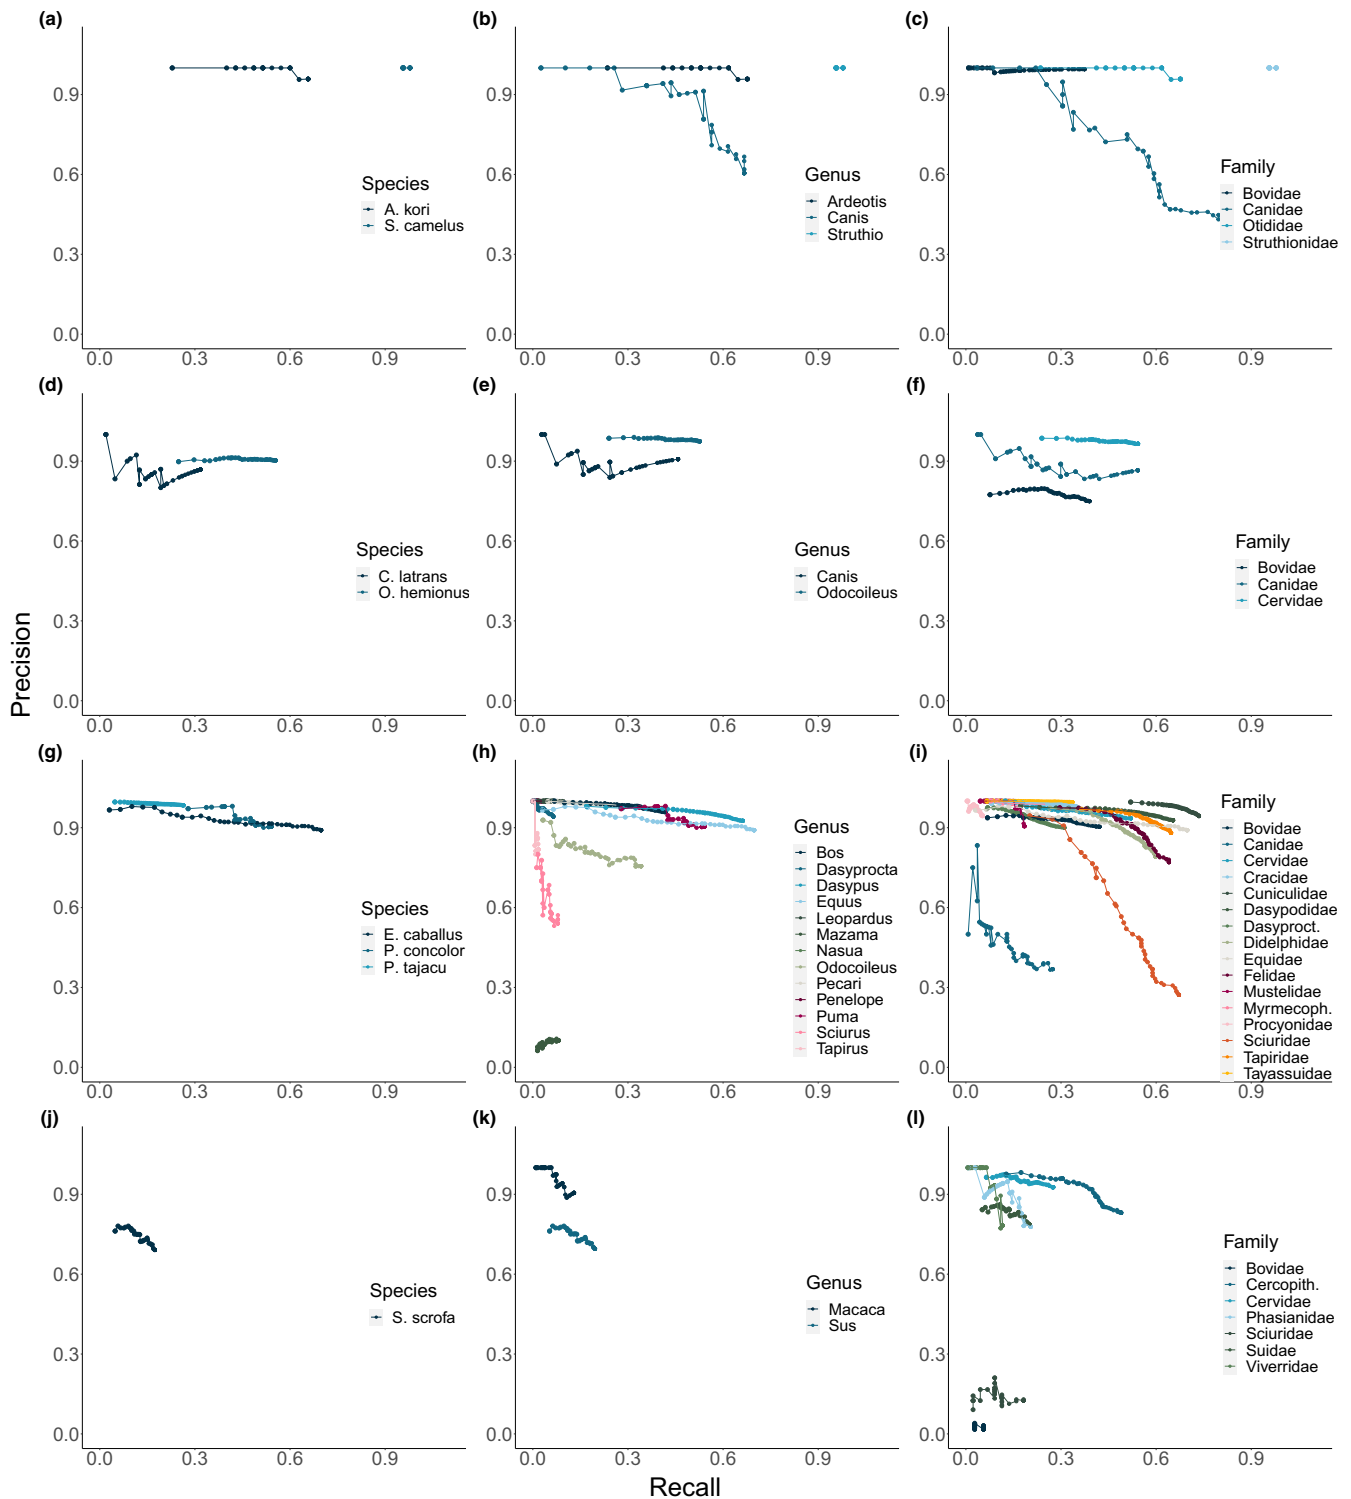 (a)
(b)
(c)
0.9
0.6
0.3
0.0
0.0 0.3 0.6 0.9
Species
A. kori
S. camelus
0.9
0.6
0.3
0.0
0.0 0.3 0.6 0.9
Genus
Ardeotis
Canis
Struthio
0.9
0.6
0.3
0.0
0.0 0.3 0.6 0.9
Family
Bovidae
Canidae
Otididae
Struthionidae
(d)
(e)
(f)
0.9
0.6
0.3
0.0
0.0 0.3 0.6 0.9
Species
C. latrans
O. hemionus
0.9
0.6
0.3
0.0
0.0 0.3 0.6 0.9
Genus
Canis
Odocoileus
0.9
0.6
0.3
0.0
0.0 0.3 0.6 0.9
Family
Bovidae
Canidae
Cervidae
Precision
(g)
(h)
(i)
0.9
0.6
0.3
0.0
0.0 0.3 0.6 0.9
Species
E. caballus
P. concolor
P. tajacu
0.9
0.6
0.3
0.0
0.0 0.3 0.6 0.9
Genus
Bos
Dasyprocta
Dasypus
Equus
Leopardus
Mazama
Nasua
Odocoileus
Pecari
Penelope
Puma
Sciurus
Tapirus
0.9
0.6
0.3
0.0
0.0 0.3 0.6 0.9
Family
Bovidae
Canidae
Cervidae
Cracidae
Cuniculidae
Dasypodidae
Dasyproct.
Didelphidae
Equidae
Felidae
Mustelidae
Myrmecoph.
Procyonidae
Sciuridae
Tapiridae
Tayassuidae
(j)
(k)
(l)
0.9
0.6
0.3
0.0
0.0 0.3 0.6 0.9
Species
S. scrofa
0.9
0.6
0.3
0.0
0.0 0.3 0.6 0.9
Genus
Macaca
Sus
0.9
0.6
0.3
0.0
0.0 0.3 0.6 0.9
Family
Bovidae
Cercopith.
Cervidae
Phasianidae
Sciuridae
Suidae
Viverridae
Recall